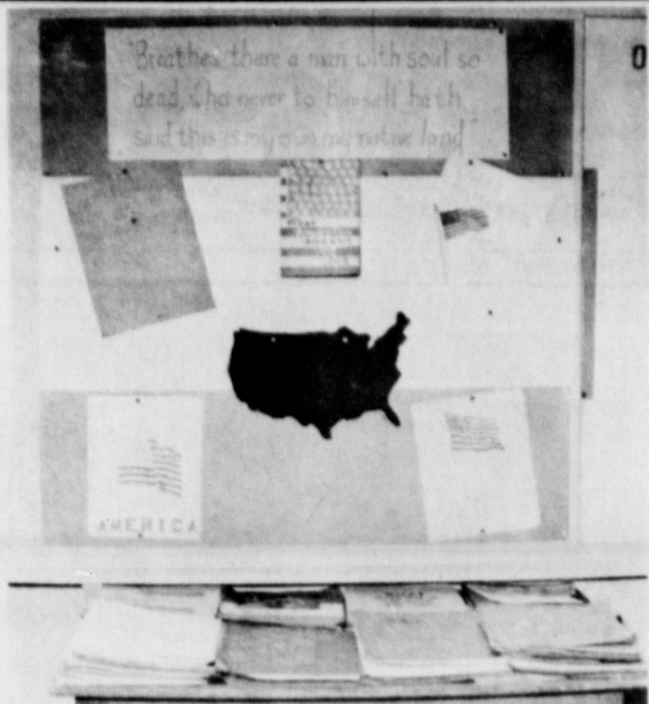 "Breathes there a man with soul so
dead, who never to himself hath
said this is my own my native land"
AMERICA